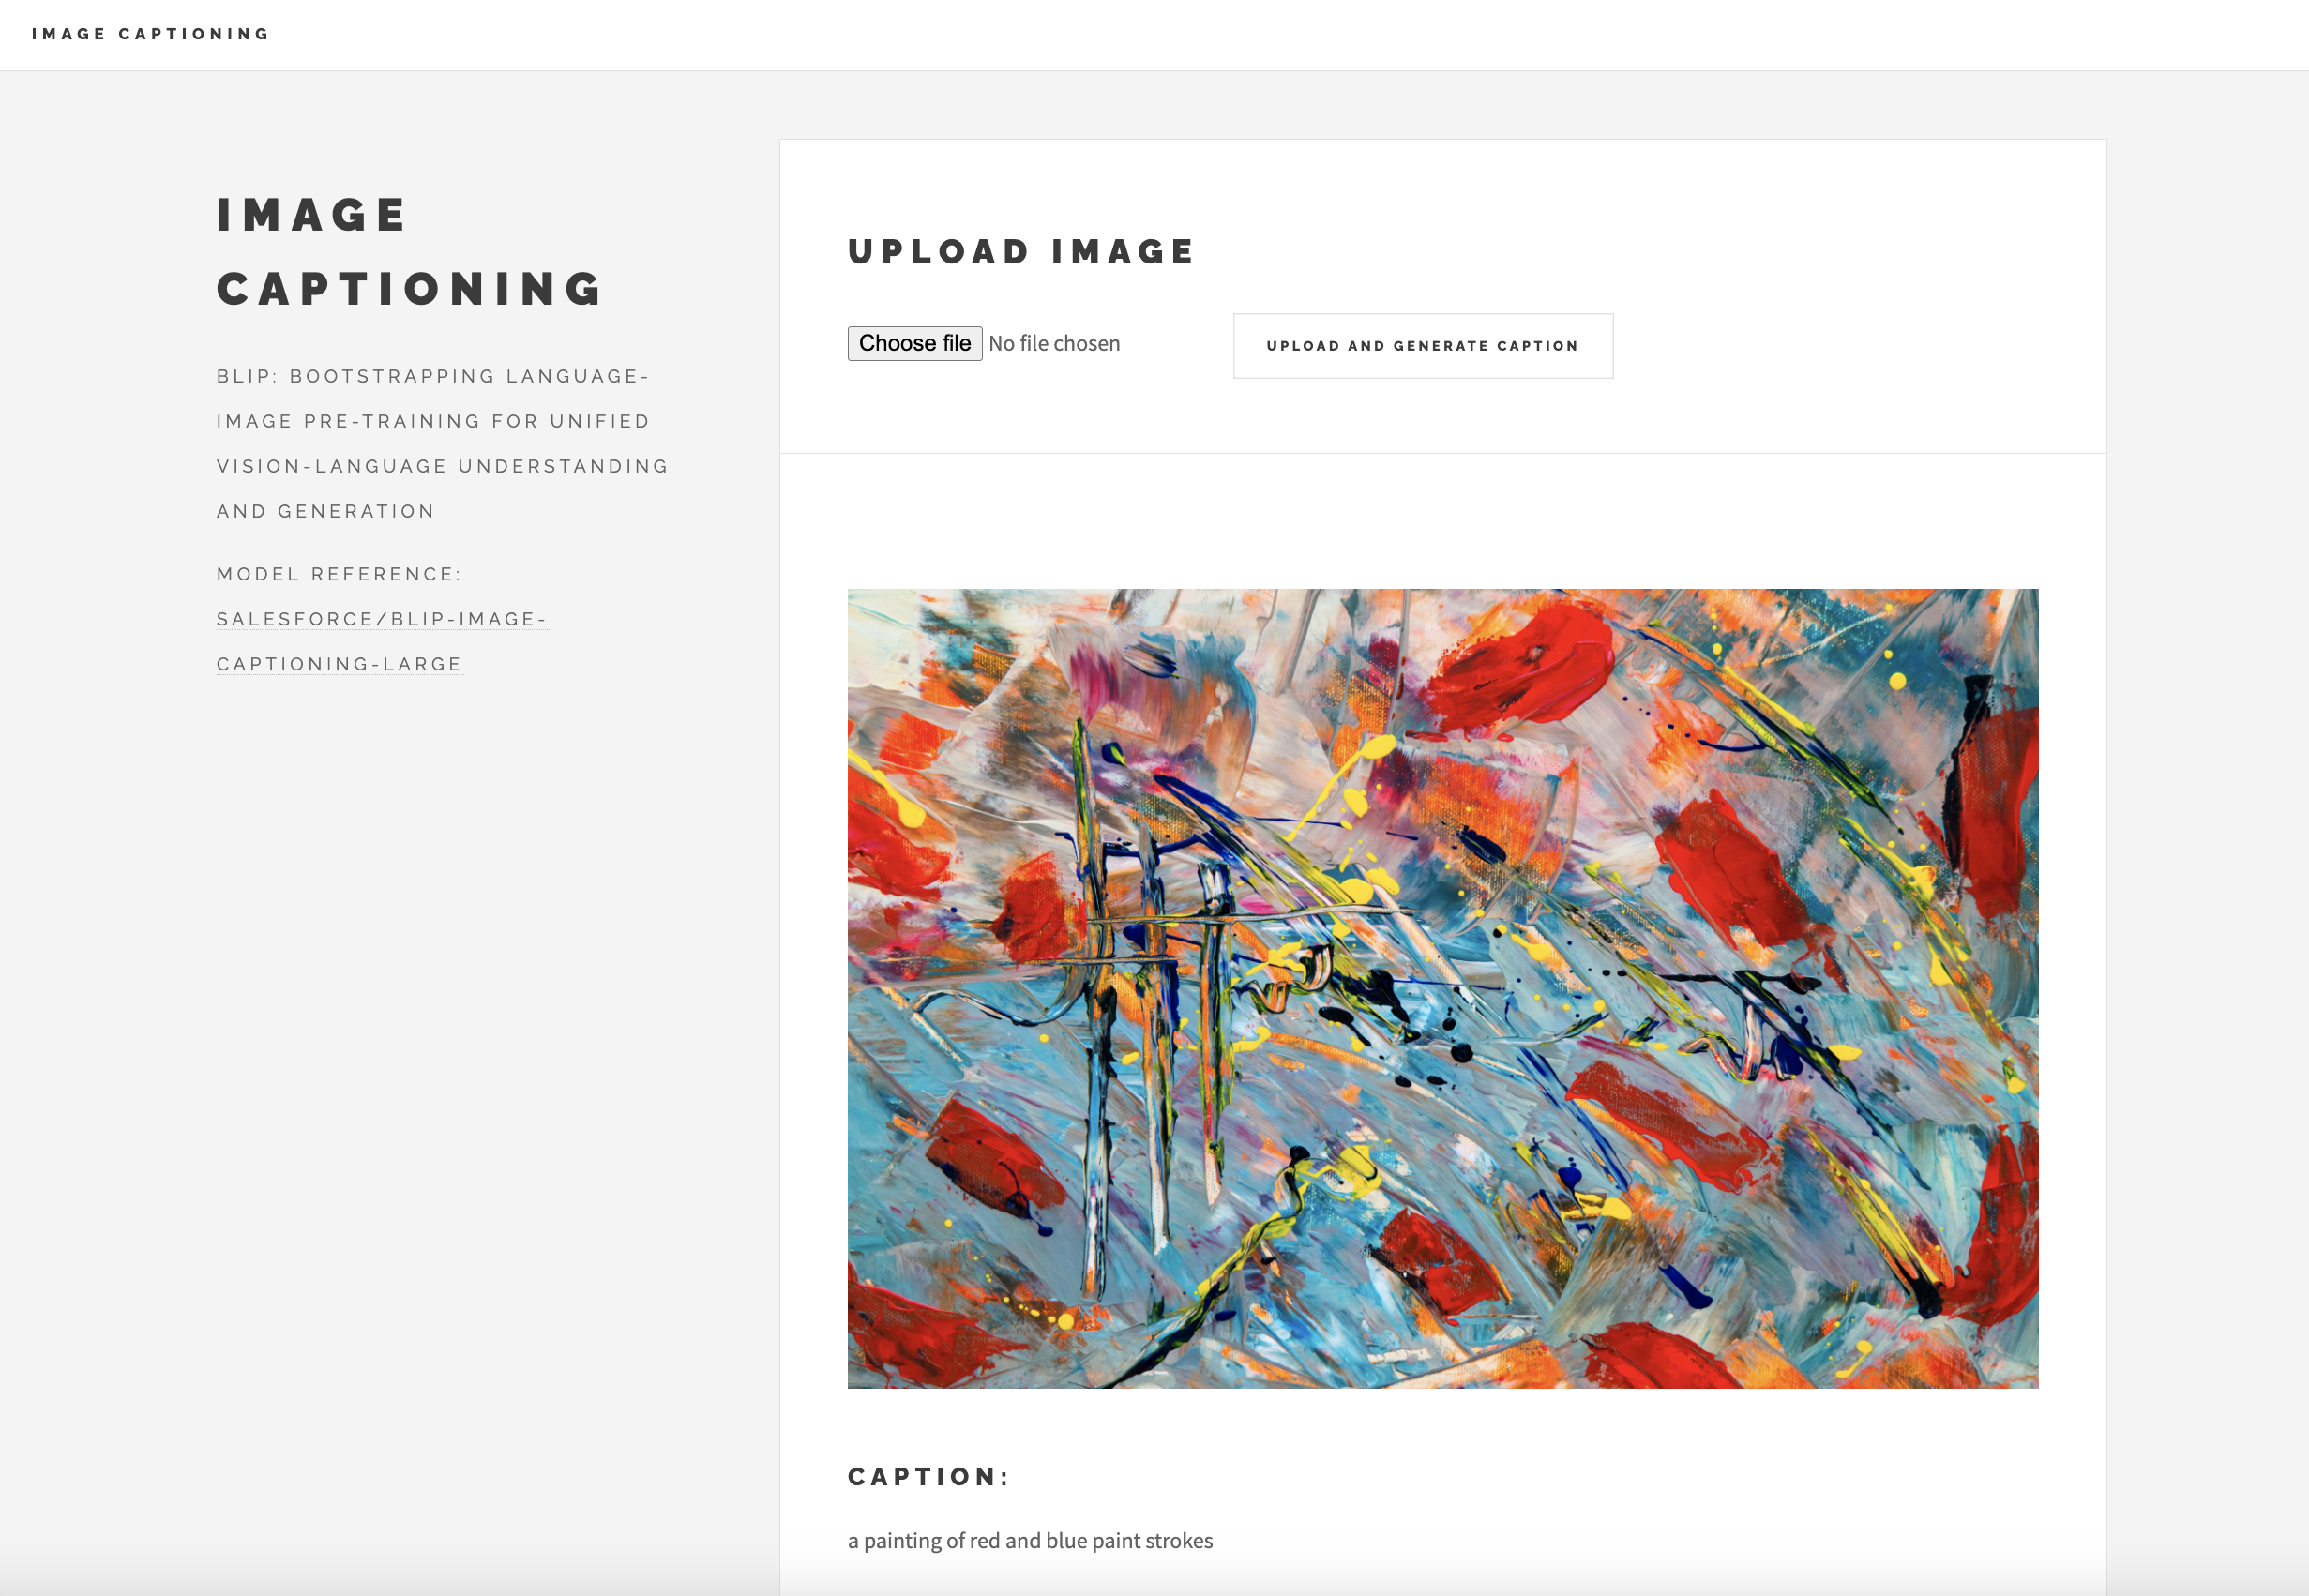 IMAGE CAPTIONING
IMAGE
CAPTIONING
BLIP: BOOTSTRAPPING LANGUAGE-
IMAGE PRE-TRAINING FOR UNIFIED
VISION-LANGUAGE UNDERSTANDING
AND GENERATION
MODEL REFERENCE:
SALESFORCE/BLIP-IMAGE-
CAPTIONING-LARGE
UPLOAD IMAGE
Choose file No file chosen
UPLOAD AND GENERATE CAPTION
CAPTION:
a painting of red and blue paint strokes